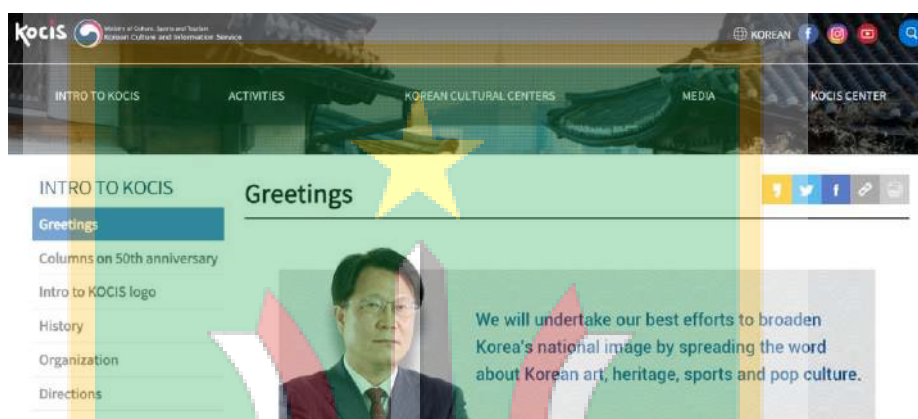 kocis
Ministry of Culture, Sports and Tourism
Korean Culture and Information Service
KOREAN
INTRO TO KOCIS
ACTIVITIES
KOREAN CULTURAL CENTERS
MEDIA
KOCIS CENTER
INTRO TO KOCIS
Greetings
Columns on 50th anniversary
Intro to KOCIS logo
History
Organization
Directions
Greetings
We will undertake our best efforts to broaden
Korea's national image by spreading the word
about Korean art, heritage, sports and pop culture.